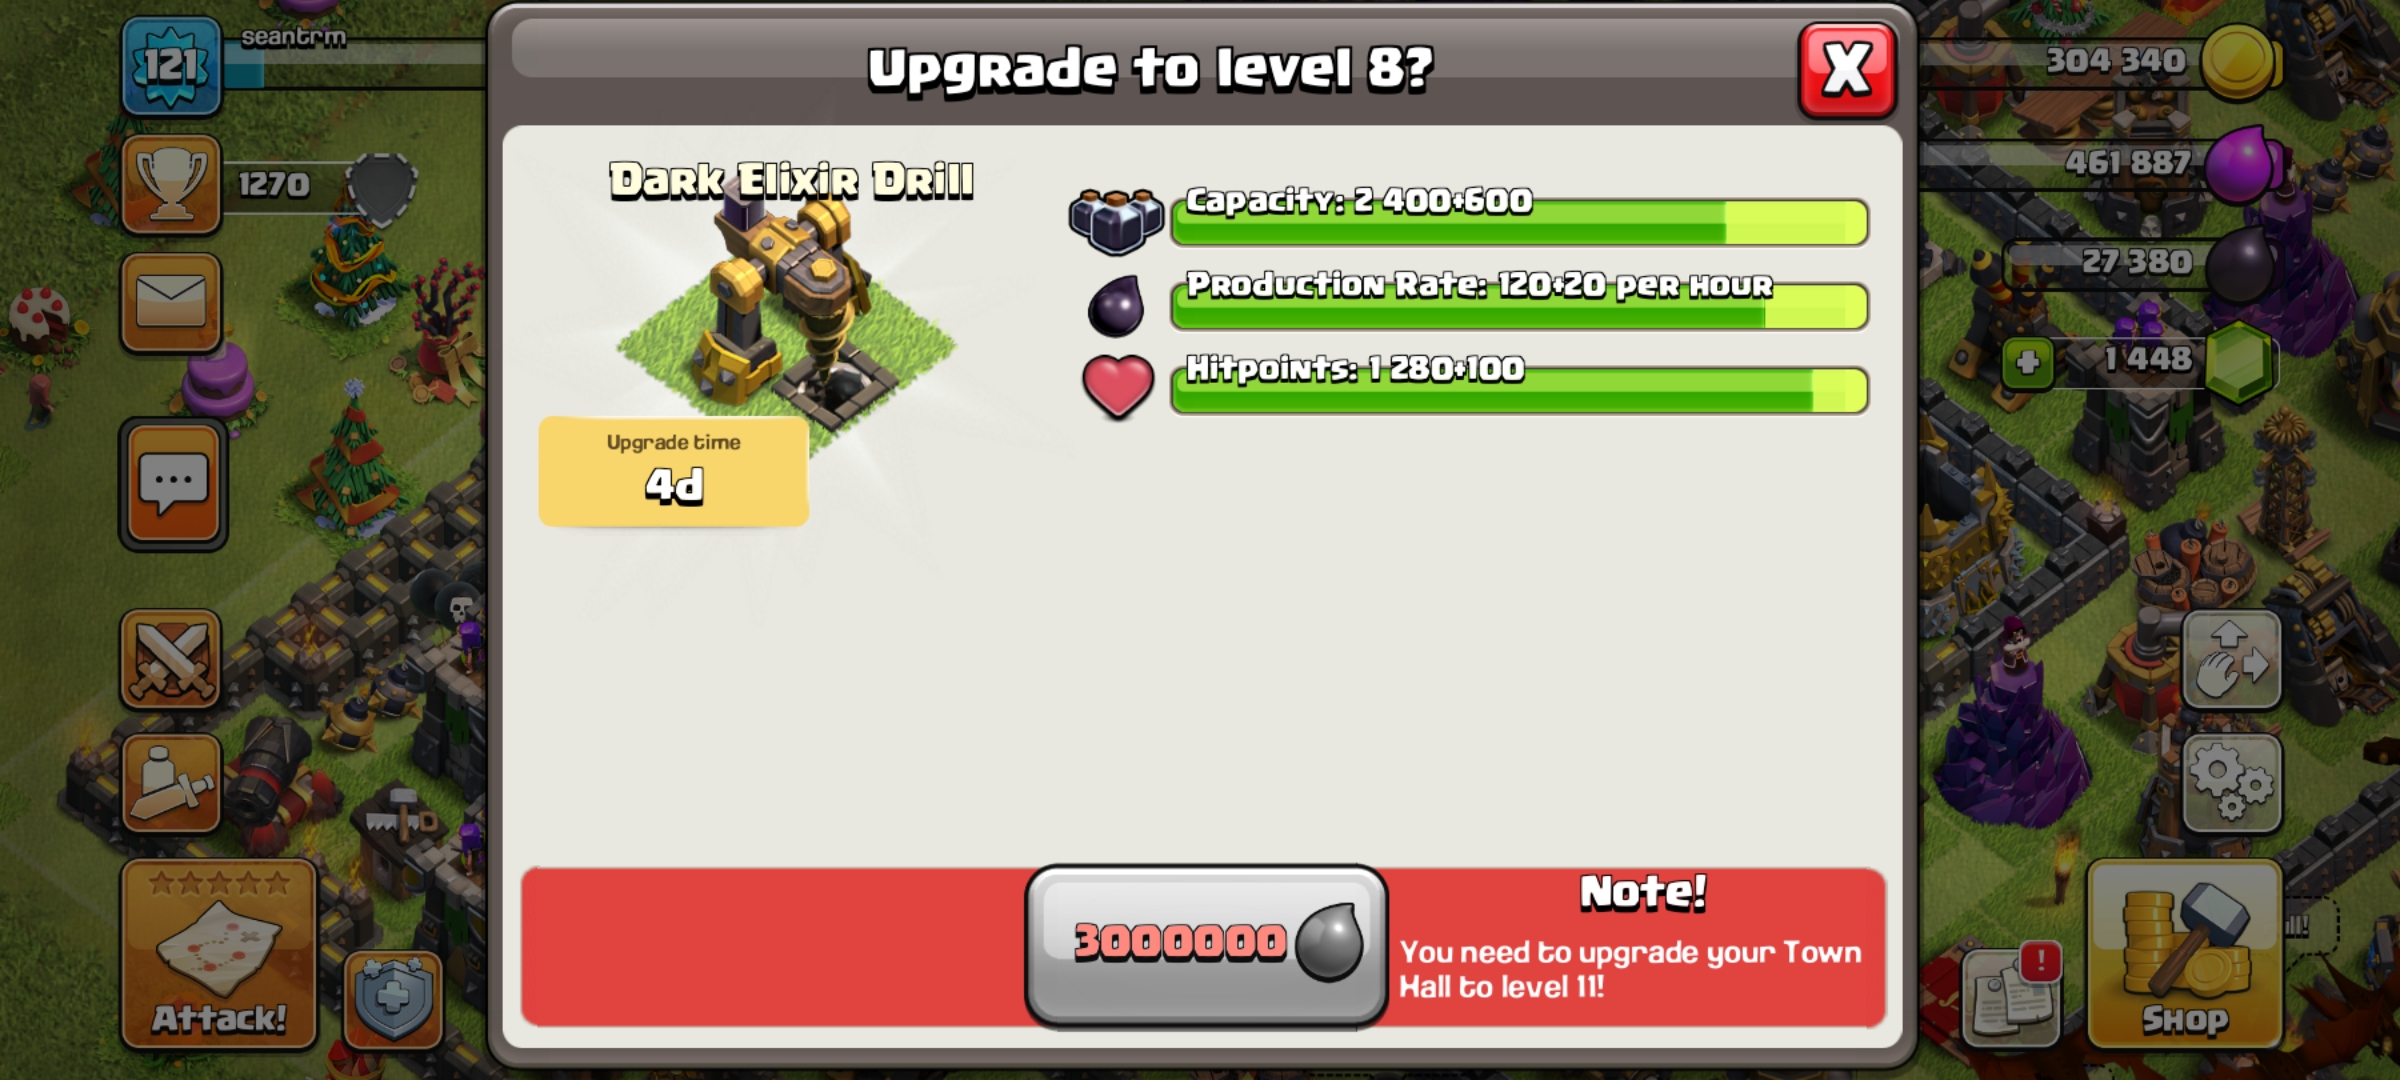 121
seantrm
1270
Upgrade to level 8?
X
304 340
461 887
27 380
1 448
Dark Elixir Drill
Upgrade time
4d
Capacity: 2 400+600
Production Rate: 120+20 per hour
Hitpoints: 1 280+100
3000000
Note!
You need to upgrade your Town
Hall to level 11!
Attack!
!
Shop